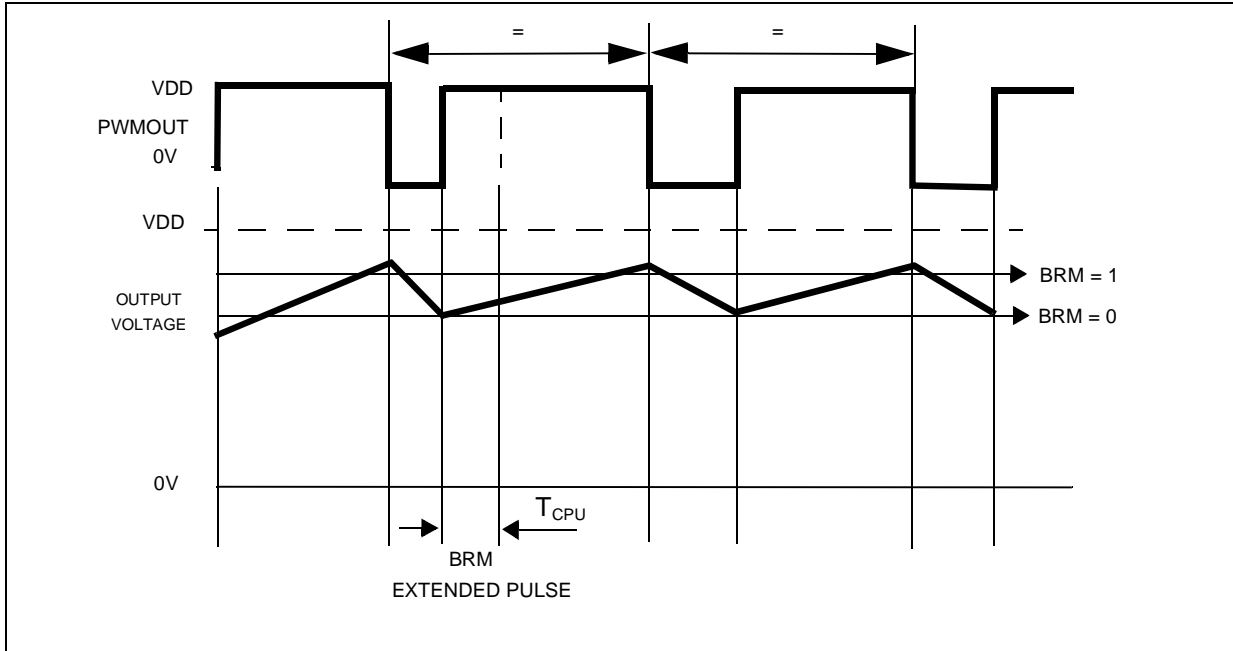 = =
VDD
PWMOUT
0V
VDD
BRM = 1
OUTPUT
VOLTAGE
BRM = 0
0V
TCPU
BRM
EXTENDED PULSE